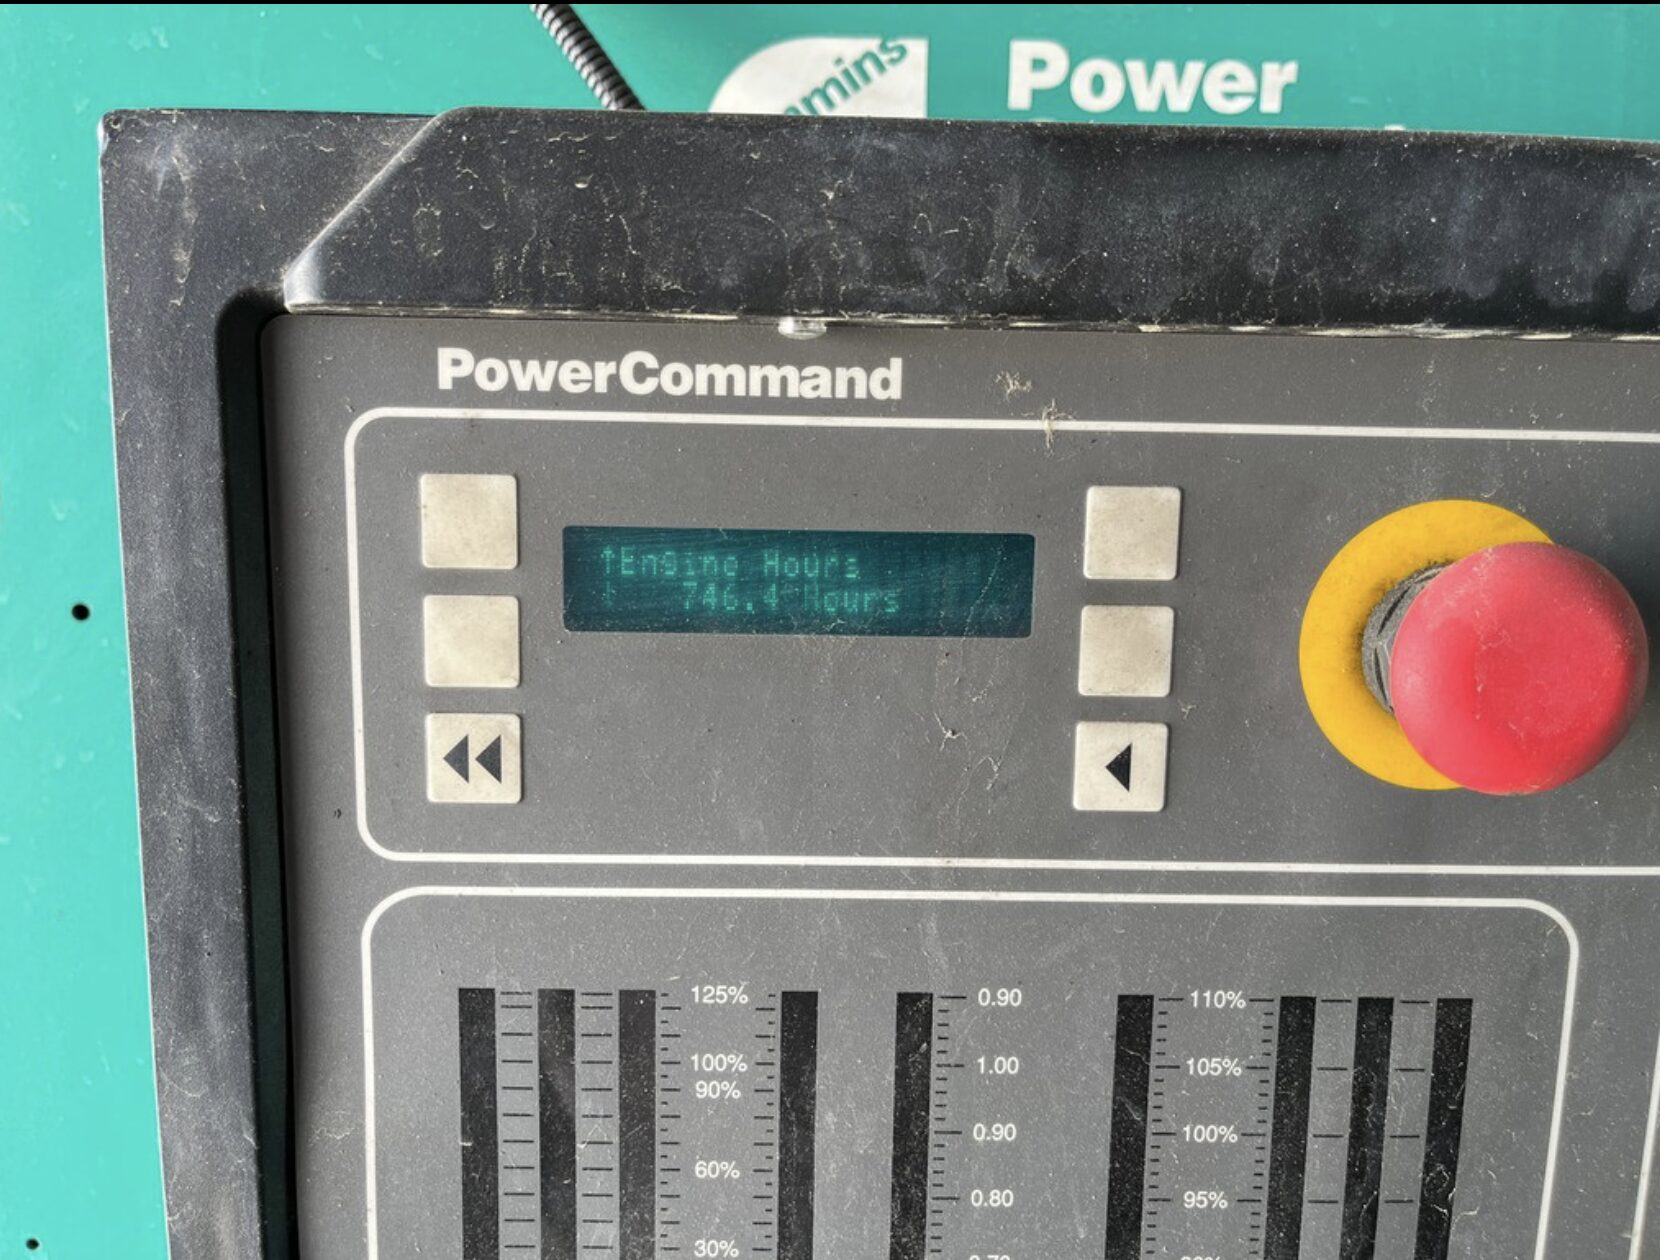 mmins
Power
PowerCommand
↑Engine Hours
↓ 746.4 Hours
125%
100%
90%
60%
30%
0.90
1.00
0.90
0.80
110%
105%
100%
95%